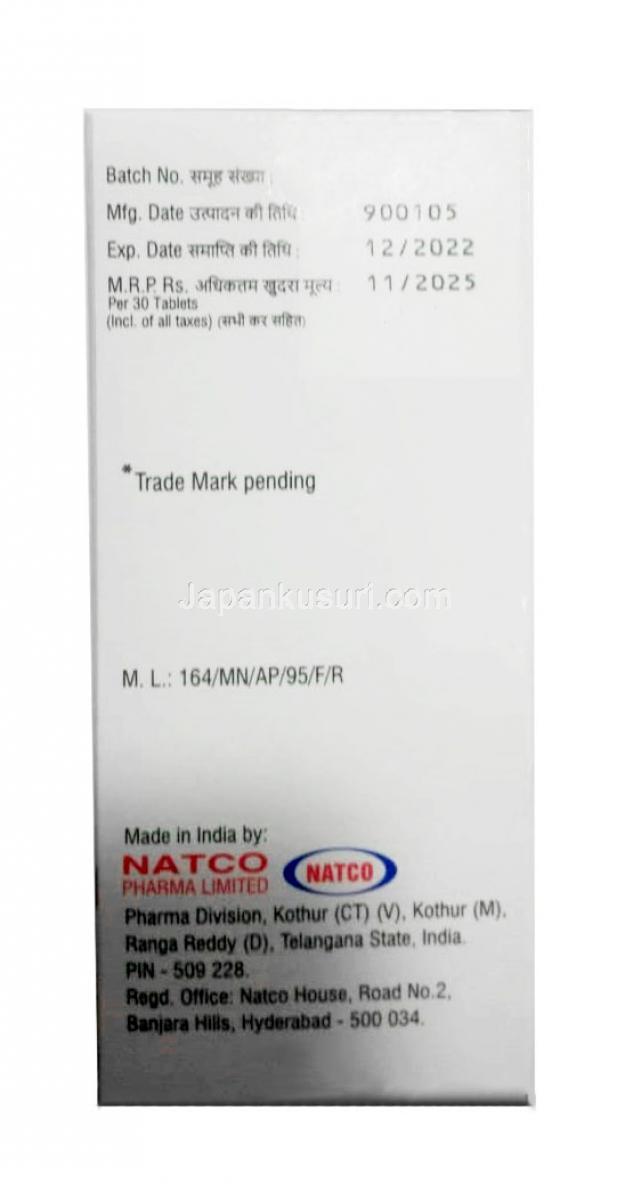 Batch No. समूह संख्या :
Mfg. Date उत्पादन की तिथि : 900105
Exp. Date समाप्ति की तिथि : 12/2022
M.R.P. Rs. अधिकतम खुदरा मूल्य : 11/2025
Per 30 Tablets
(Incl. of all taxes) (सभी कर सहित)
*Trade Mark pending
Japankusuri.com
M. L.: 164/MN/AP/95/F/R
Made in India by:
NATCO
PHARMA LIMITED
NATCO
Pharma Division, Kothur (CT) (V), Kothur (M),
Ranga Reddy (D), Telangana State, India.
PIN - 509 228.
Regd. Office: Natco House, Road No.2,
Banjara Hills, Hyderabad - 500 034.